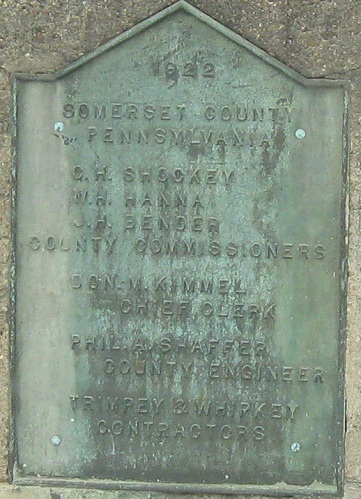 1922
SOMERSET COUNTY
PENNSYLVANIA
C.H. SHOCKEY
W.H. HANNA
J.H. BENDER
COUNTY COMMISSIONERS
DON. M. KIMMEL
CHIEF CLERK
PHIL. A. SHAFFER
COUNTY ENGINEER
TRIMPEY & WHIPKEY
CONTRACTORS